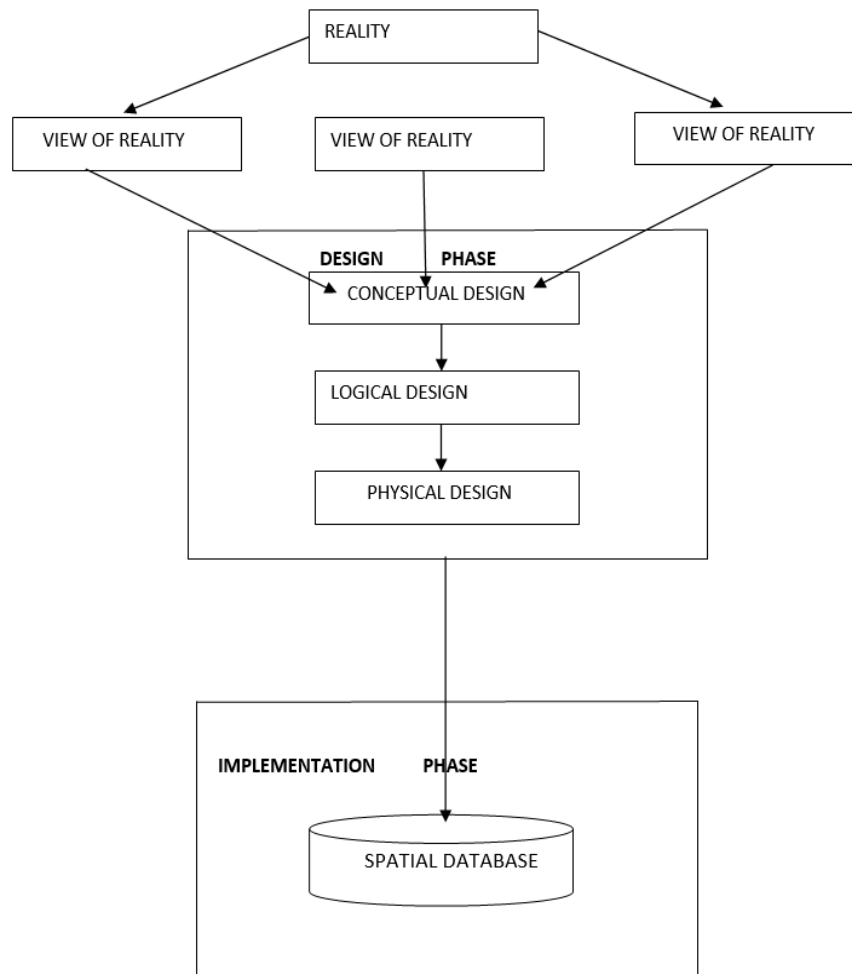 REALITY
VIEW OF REALITY
VIEW OF REALITY
VIEW OF REALITY
DESIGN PHASE
CONCEPTUAL DESIGN
LOGICAL DESIGN
PHYSICAL DESIGN
IMPLEMENTATION PHASE
SPATIAL DATABASE